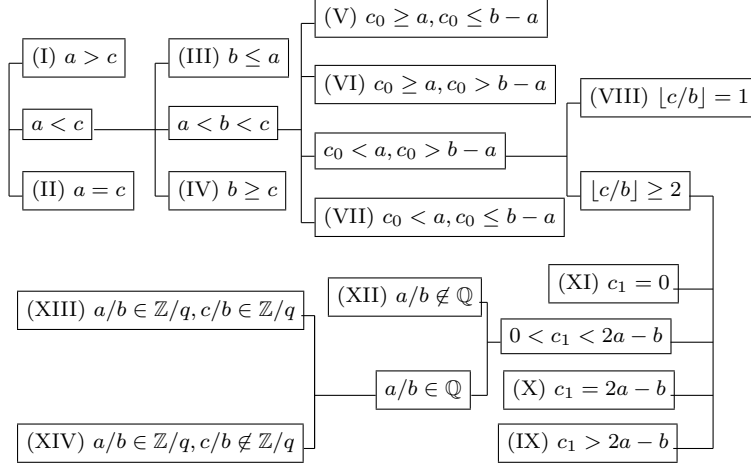 (V) c₀ ≥ a, c₀ ≤ b − a
(I) a > c
(III) b ≤ a
(VI) c₀ ≥ a, c₀ > b − a
(VIII) ⌊c/b⌋ = 1
a < c
a < b < c
c₀ < a, c₀ > b − a
(II) a = c
(IV) b ≥ c
⌊c/b⌋ ≥ 2
(VII) c₀ < a, c₀ ≤ b − a
(XI) c₁ = 0
(XII) a/b ∉ ℚ
(XIII) a/b ∈ ℤ/q, c/b ∈ ℤ/q
0 < c₁ < 2a − b
a/b ∈ ℚ
(X) c₁ = 2a − b
(XIV) a/b ∈ ℤ/q, c/b ∉ ℤ/q
(IX) c₁ > 2a − b